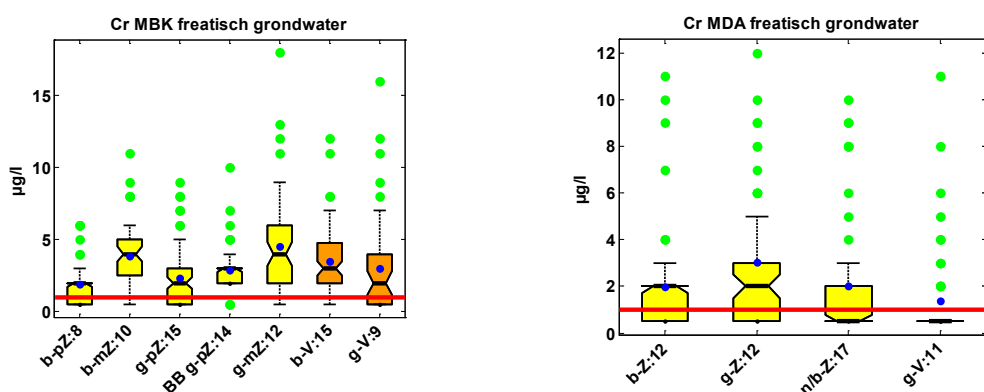 Cr MBK freatisch grondwater
µg/l
15
10
5
0
b-pZ:8
b-mZ:10
g-pZ:15
BB g-pZ:14
g-mZ:12
b-V:15
g-V:9
Cr MDA freatisch grondwater
µg/l
12
10
8
6
4
2
0
b-Z:12
g-Z:12
n/b-Z:17
g-V:11